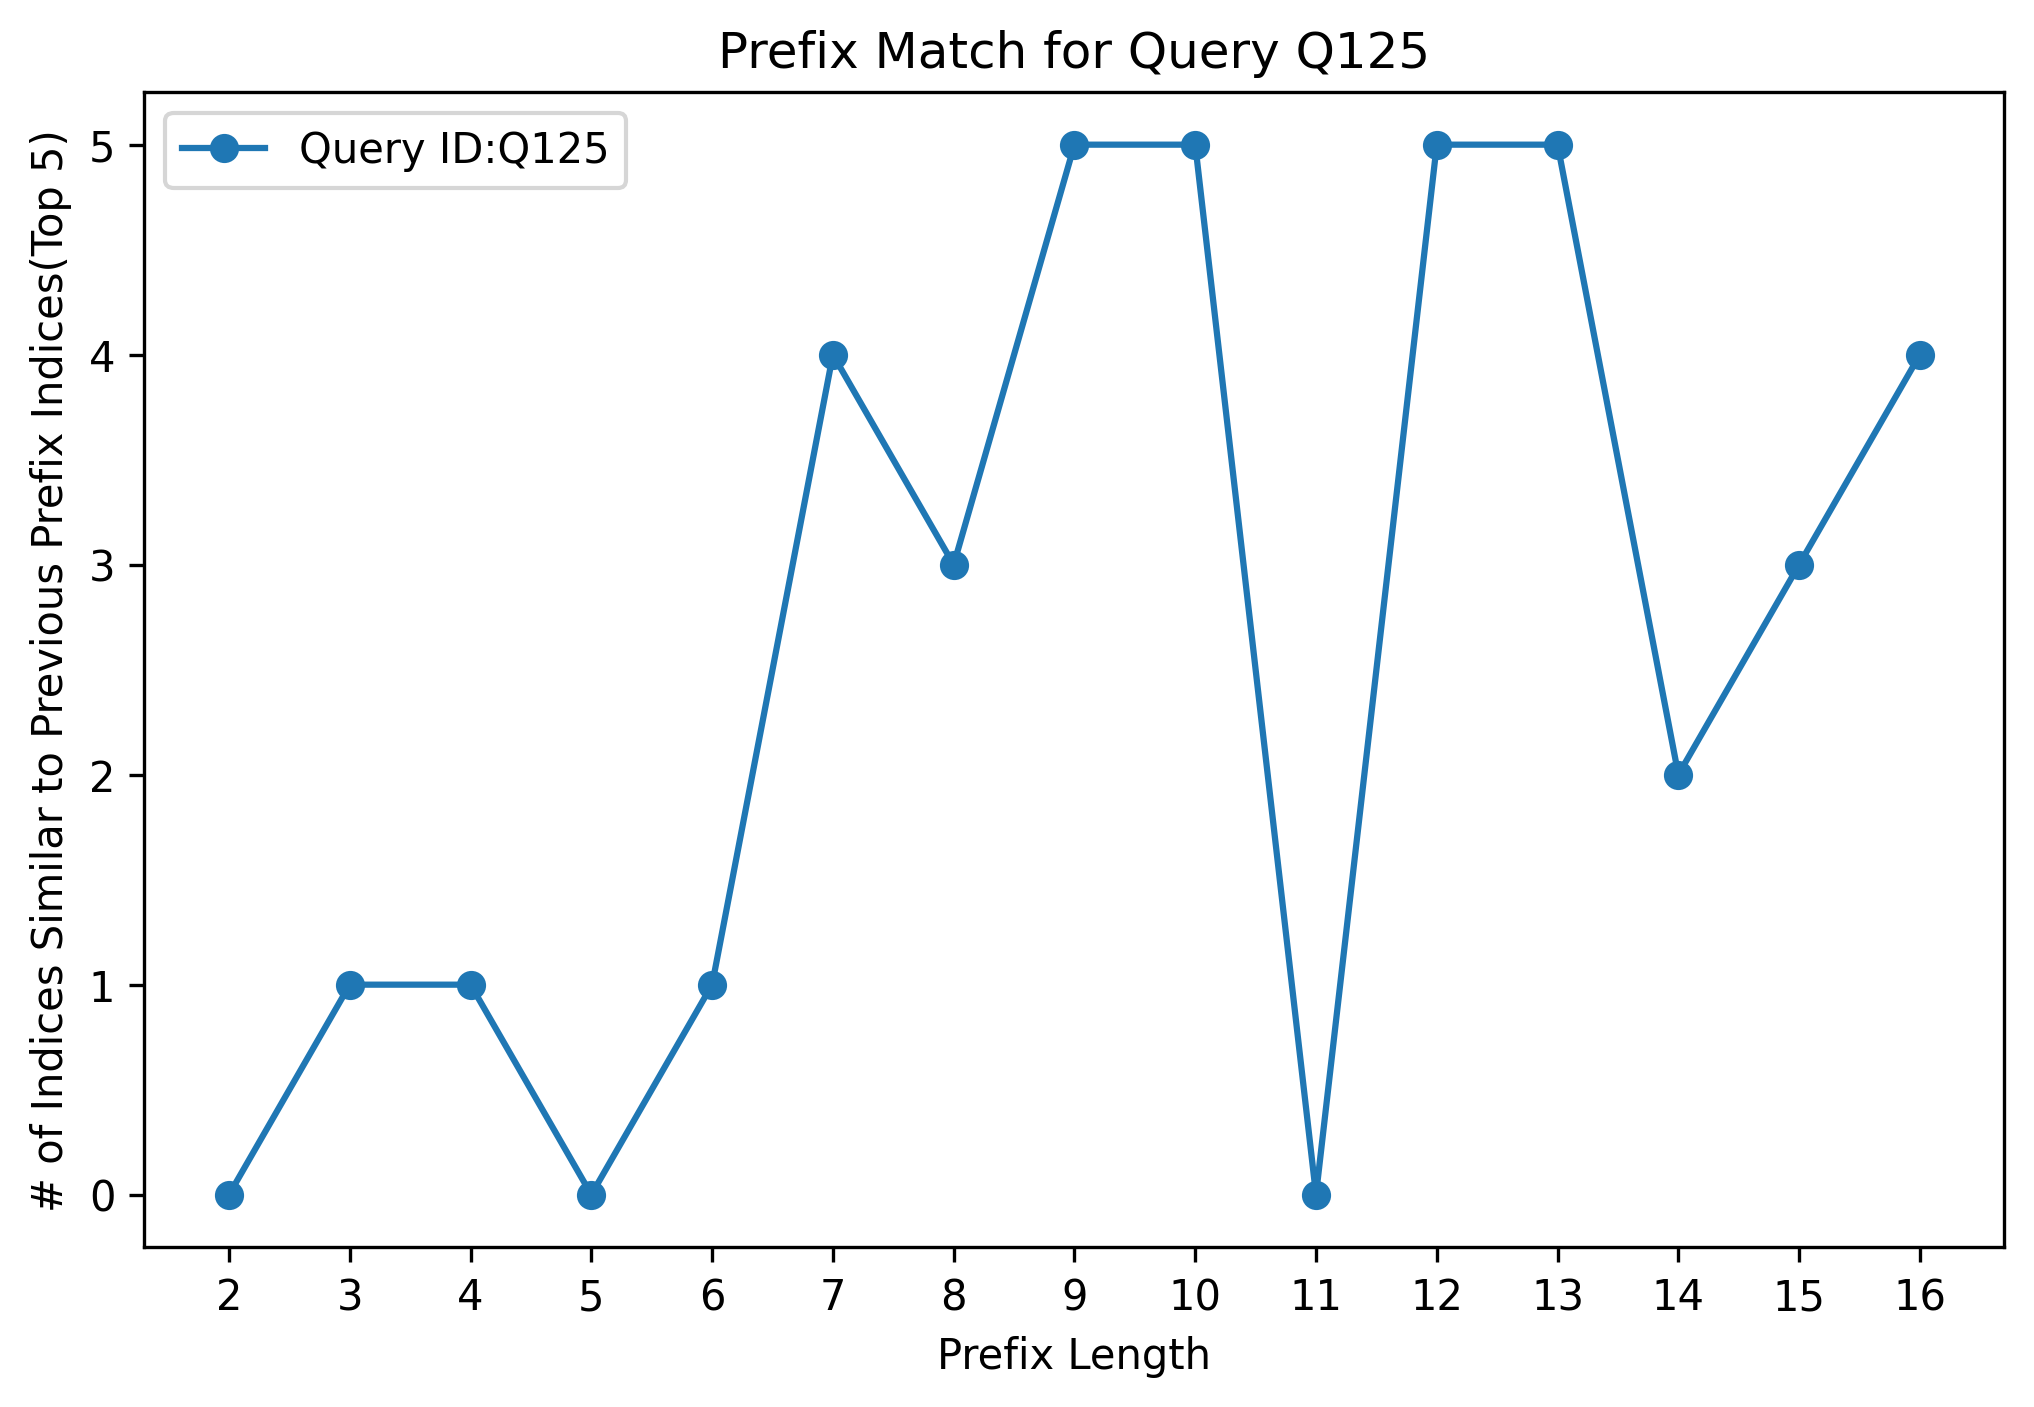 Prefix Match for Query Q125
Query ID:Q125
# of Indices Similar to Previous Prefix Indices(Top 5)
5
4
3
2
1
0
2 3 4 5 6 7 8 9 10 11 12 13 14 15 16
Prefix Length